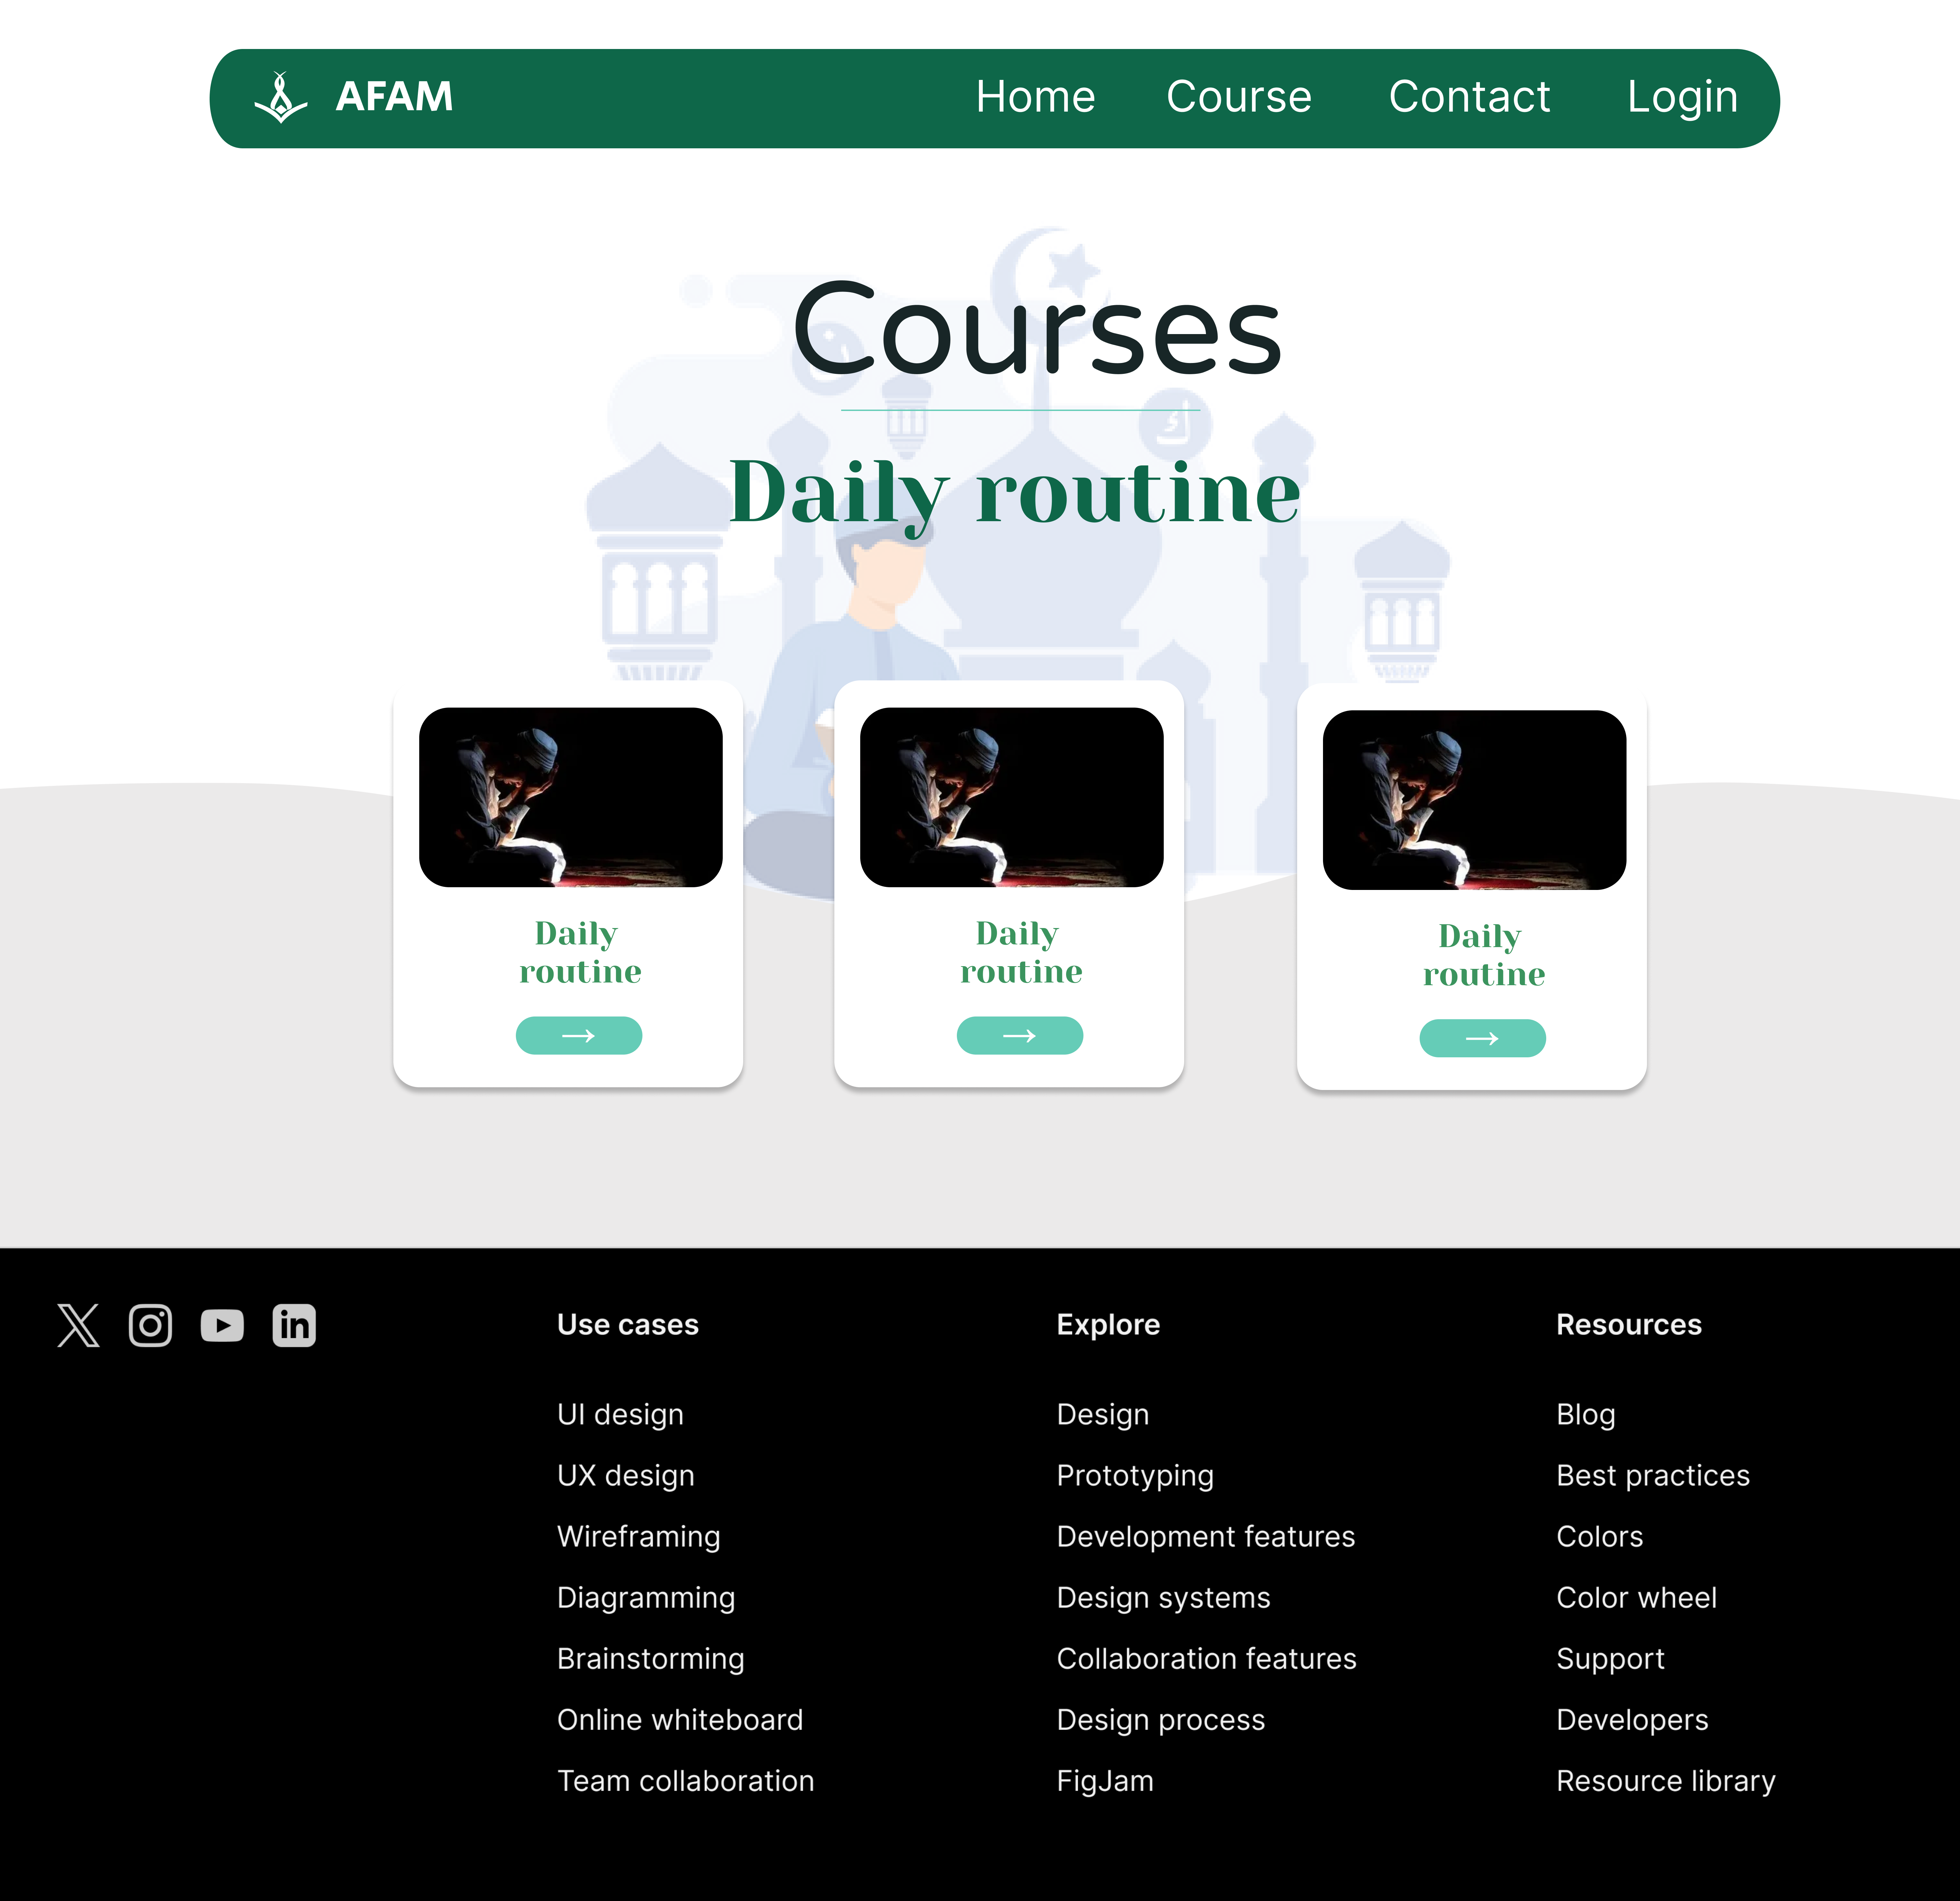 AFAM
Home Course Contact Login
Courses
Daily routine
Daily
routine
Daily
routine
Daily
routine
Use cases
UI design
UX design
Wireframing
Diagramming
Brainstorming
Online whiteboard
Team collaboration
Explore
Design
Prototyping
Development features
Design systems
Collaboration features
Design process
FigJam
Resources
Blog
Best practices
Colors
Color wheel
Support
Developers
Resource library